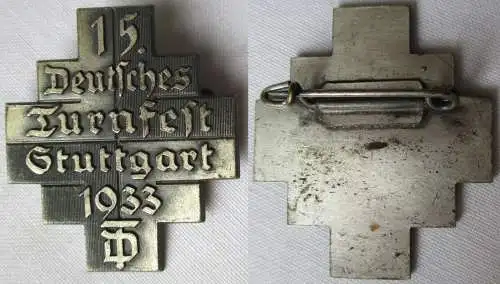 15.
Deutsches
Turnfest
Stuttgart
1933
DT